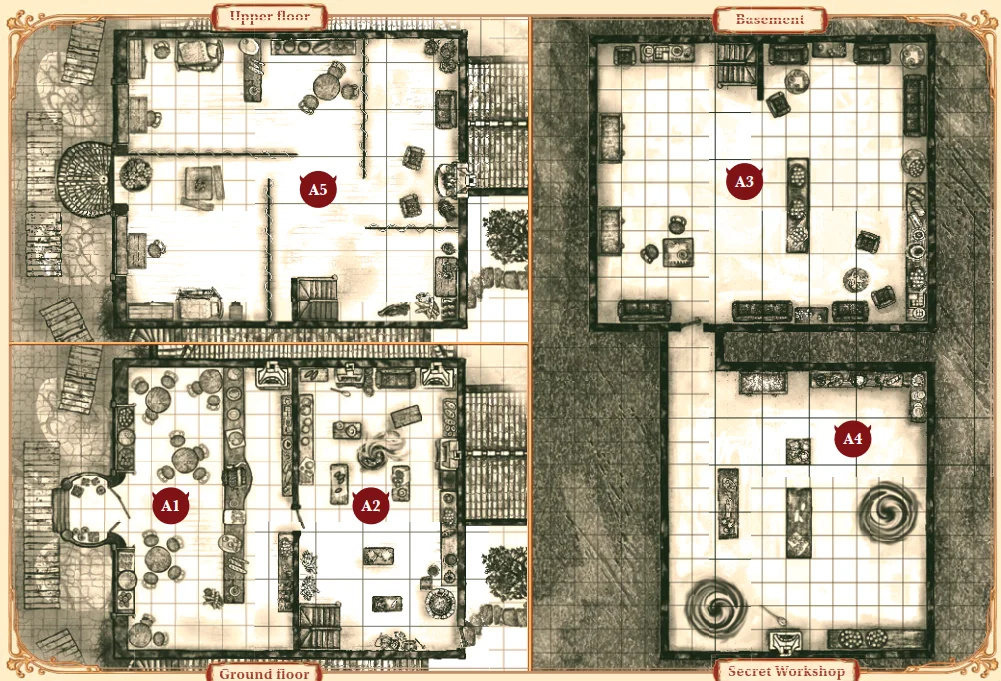 Upper floor
Basement
A5
A3
A1
A2
A4
Ground floor
Secret Workshop